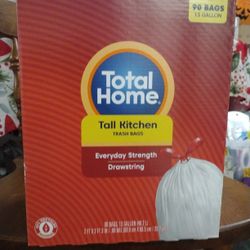 90 BAGS
13 GALLON
Total
Home
Tall Kitchen
TRASH BAGS
Everyday Strength
Drawstring